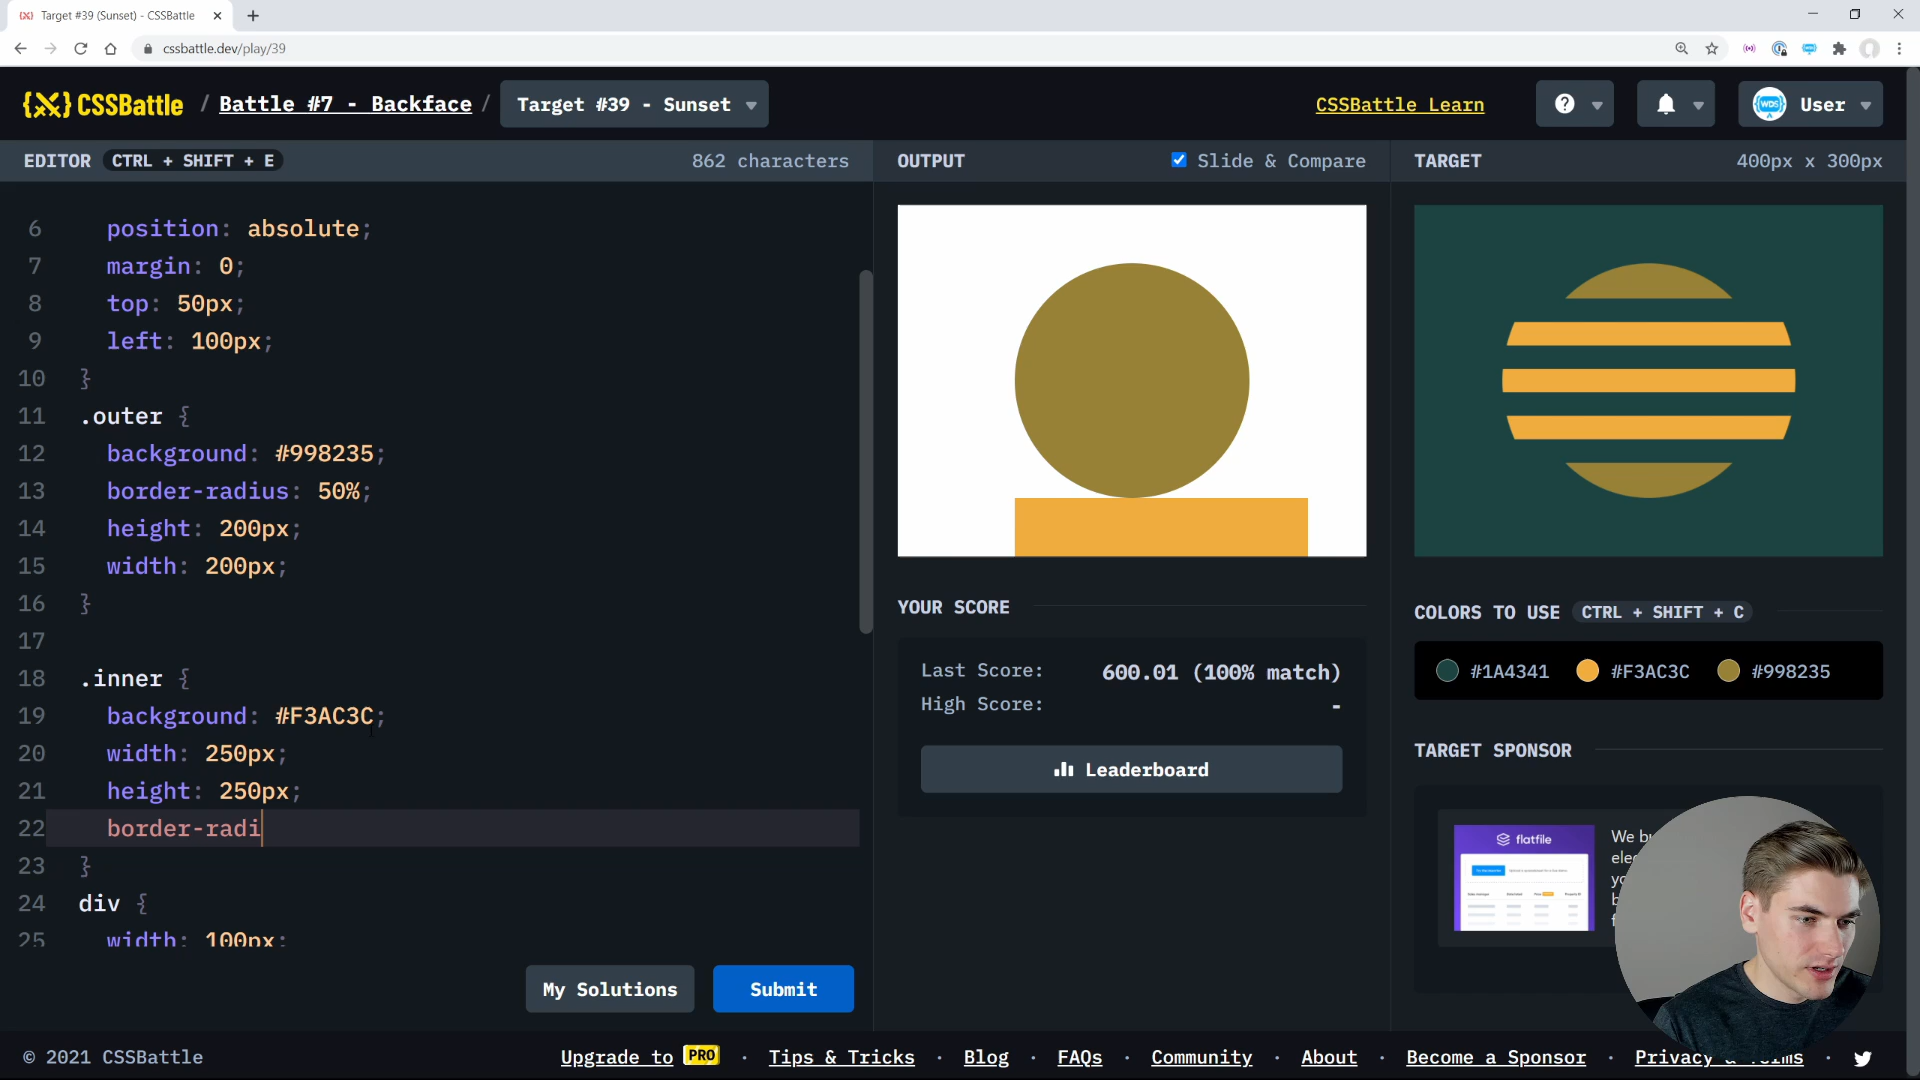 Target #39 (Sunset) - CSSBattle
cssbattle.dev/play/39
CSSBattle / Battle #7 - Backface / Target #39 - Sunset
CSSBattle Learn
? User
WDS
EDITOR CTRL + SHIFT + E 862 characters
6 position: absolute;
7 margin: 0;
8 top: 50px;
9 left: 100px;
10 }
11 .outer {
12 background: #998235;
13 border-radius: 50%;
14 height: 200px;
15 width: 200px;
16 }
17
18 .inner {
19 background: #F3AC3C;
20 width: 250px;
21 height: 250px;
22 border-radi
23 }
24 div {
25 width: 100px;
My Solutions Submit
OUTPUT Slide & Compare
YOUR SCORE
Last Score: 600.01 (100% match)
High Score: -
Leaderboard
TARGET 400px x 300px
COLORS TO USE CTRL + SHIFT + C
#1A4341 #F3AC3C #998235
TARGET SPONSOR
flatfile
We bu
© 2021 CSSBattle
Upgrade to PRO · Tips & Tricks · Blog · FAQs · Community · About · Become a Sponsor · Privacy & Terms ·